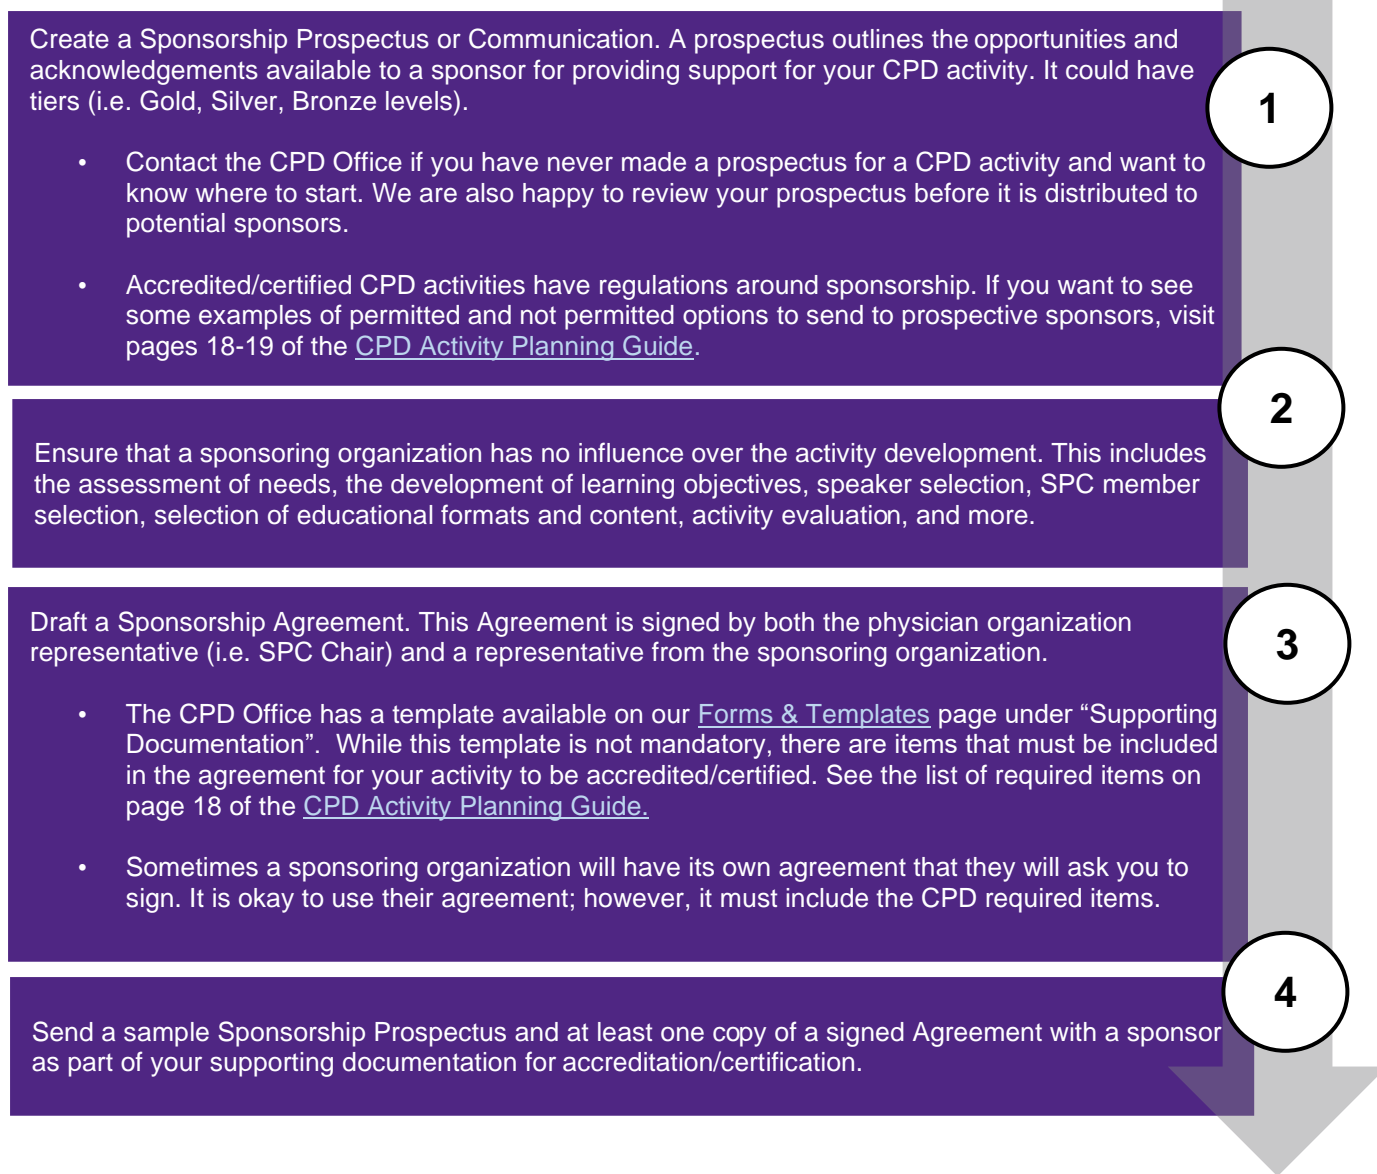 Create a Sponsorship Prospectus or Communication. A prospectus outlines the opportunities and
acknowledgements available to a sponsor for providing support for your CPD activity. It could have
tiers (i.e. Gold, Silver, Bronze levels).
1
• Contact the CPD Office if you have never made a prospectus for a CPD activity and want to
know where to start. We are also happy to review your prospectus before it is distributed to
potential sponsors.
• Accredited/certified CPD activities have regulations around sponsorship. If you want to see
some examples of permitted and not permitted options to send to prospective sponsors, visit
pages 18-19 of the CPD Activity Planning Guide.
2
Ensure that a sponsoring organization has no influence over the activity development. This includes
the assessment of needs, the development of learning objectives, speaker selection, SPC member
selection, selection of educational formats and content, activity evaluation, and more.
Draft a Sponsorship Agreement. This Agreement is signed by both the physician organization
representative (i.e. SPC Chair) and a representative from the sponsoring organization.
3
• The CPD Office has a template available on our Forms & Templates page under “Supporting
Documentation”.  While this template is not mandatory, there are items that must be included
in the agreement for your activity to be accredited/certified. See the list of required items on
page 18 of the CPD Activity Planning Guide.
• Sometimes a sponsoring organization will have its own agreement that they will ask you to
sign. It is okay to use their agreement; however, it must include the CPD required items.
4
Send a sample Sponsorship Prospectus and at least one copy of a signed Agreement with a sponsor
as part of your supporting documentation for accreditation/certification.